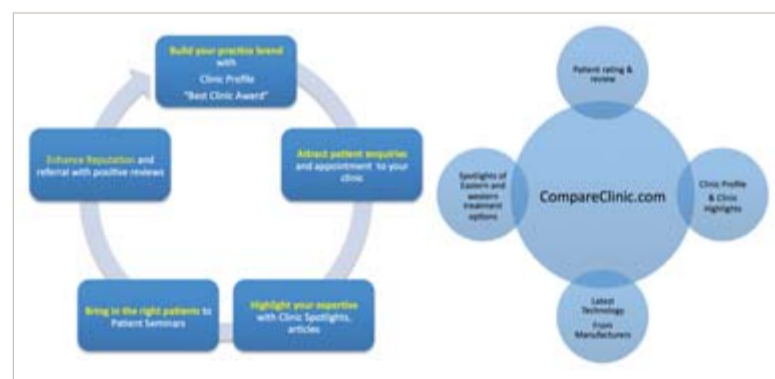 Build your practice brand
with
Clinic Profile
"Best Clinic Award"
Attract patient enquiries
and appointment to your
clinic
Highlight your expertise
with Clinic Spotlights,
articles
Bring in the right patients to
Patient Seminars
Enhance Reputation and
referral with positive reviews
Patient rating &
review
Spotlights of
Eastern and
western
treatment
options
CompareClinic.com
Clinic Profile
& Clinic
Highlights
Latest
Technology
From
Manufacturers